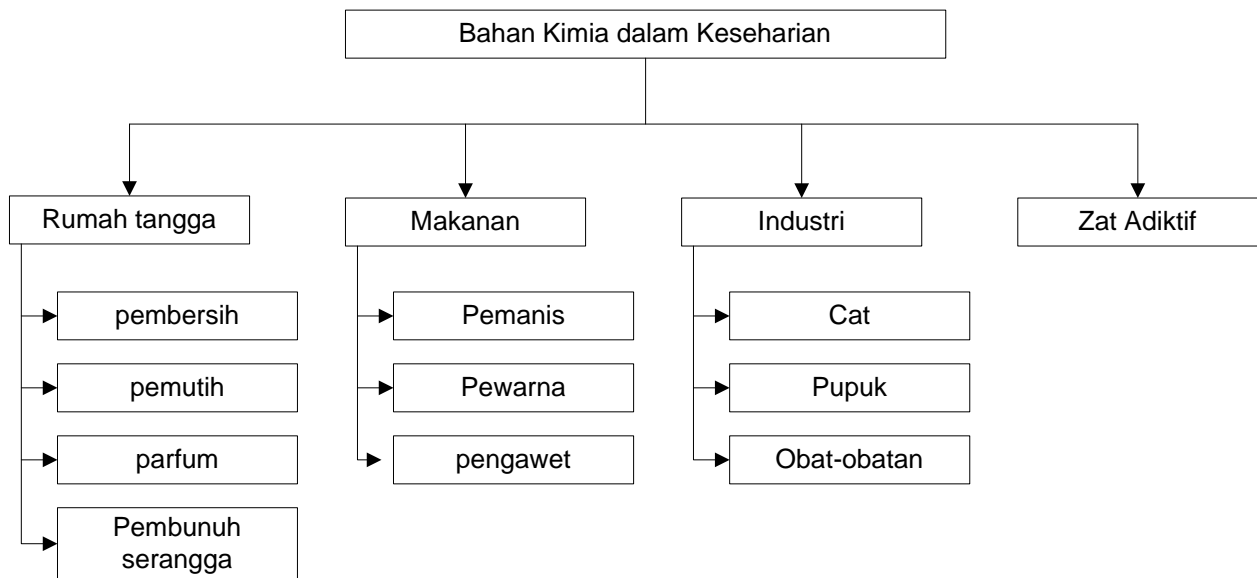 Bahan Kimia dalam Keseharian
Rumah tangga
Makanan
Industri
Zat Adiktif
pembersih
Pemanis
Cat
pemutih
Pewarna
Pupuk
parfum
pengawet
Obat-obatan
Pembunuh
serangga